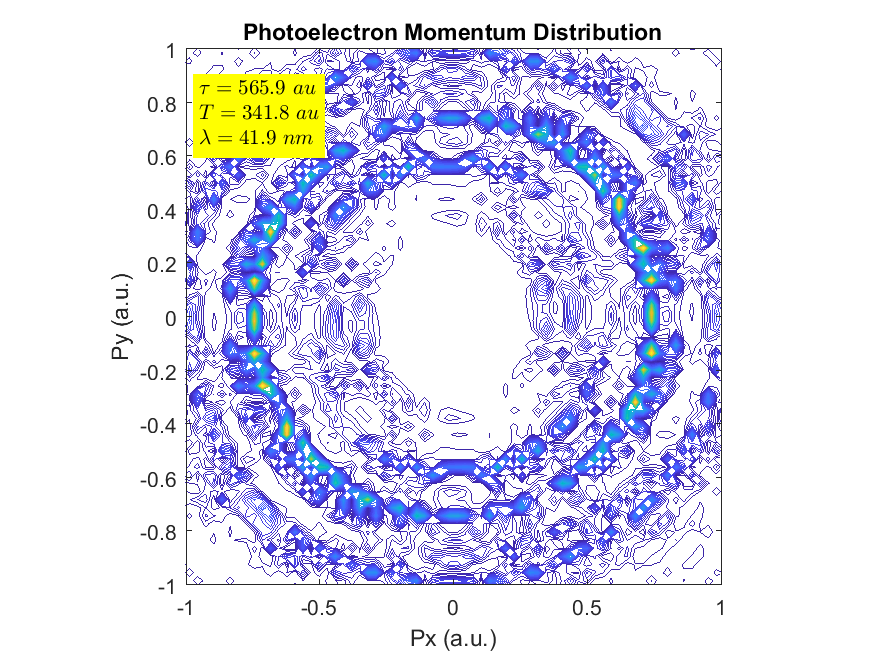 Photoelectron Momentum Distribution
τ = 565.9 au
T = 341.8 au
λ = 41.9 nm
1
0.8
0.6
0.4
0.2
0
-0.2
-0.4
-0.6
-0.8
-1
Py (a.u.)
-1 -0.5 0 0.5 1
Px (a.u.)